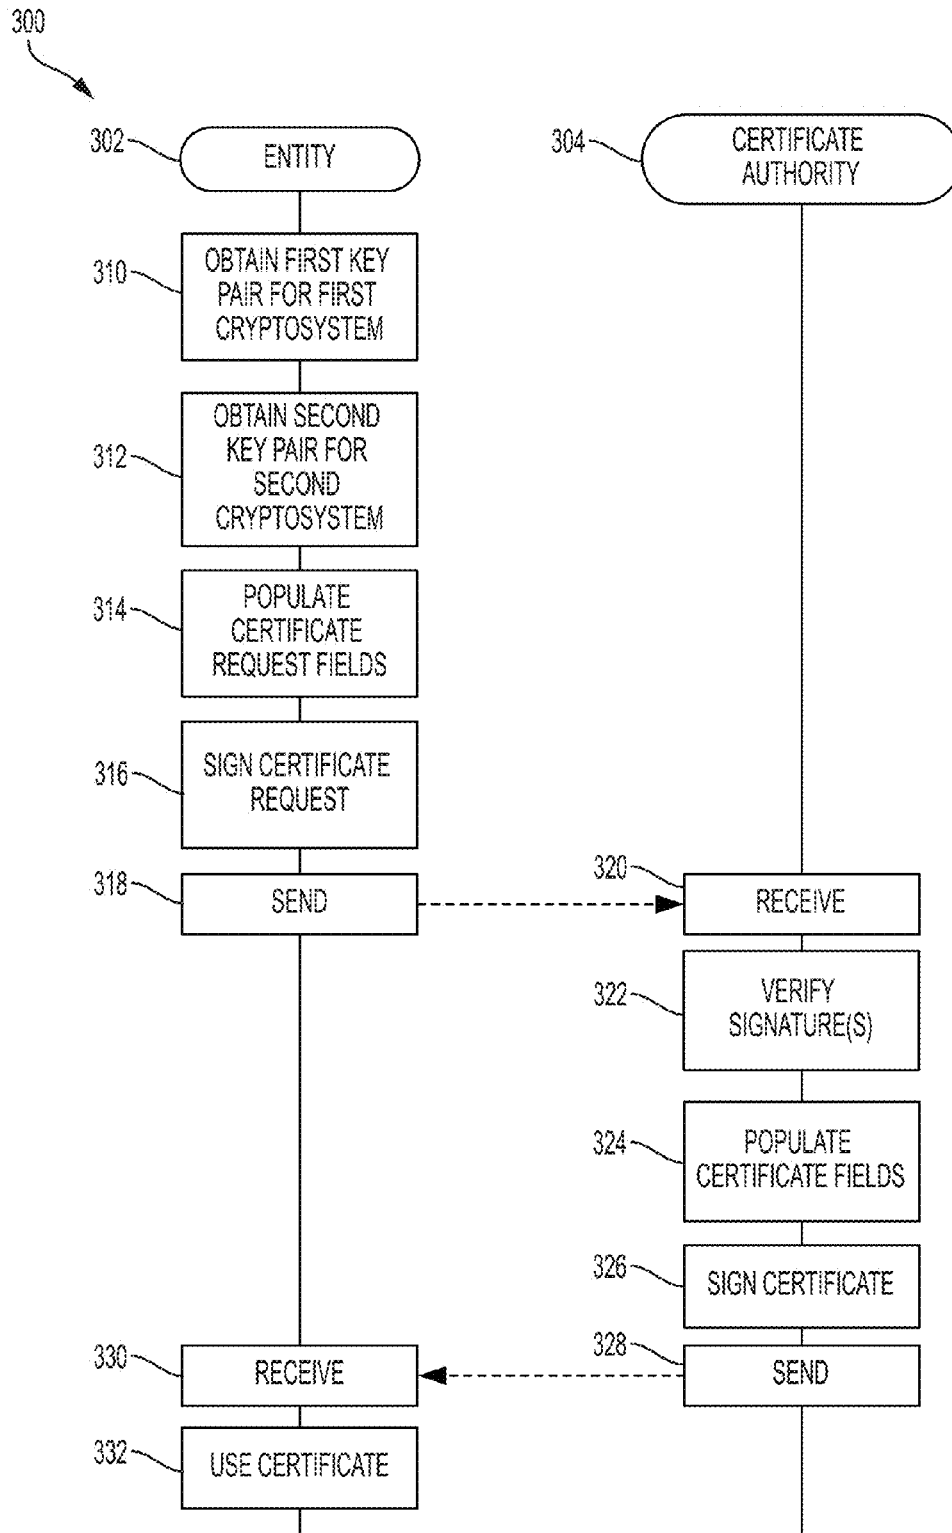 300
302
ENTITY
304
CERTIFICATE
AUTHORITY
310
OBTAIN FIRST KEY
PAIR FOR FIRST
CRYPTOSYSTEM
312
OBTAIN SECOND
KEY PAIR FOR
SECOND
CRYPTOSYSTEM
314
POPULATE
CERTIFICATE
REQUEST FIELDS
316
SIGN CERTIFICATE
REQUEST
318
SEND
320
RECEIVE
322
VERIFY
SIGNATURE(S)
324
POPULATE
CERTIFICATE FIELDS
326
SIGN CERTIFICATE
328
SEND
330
RECEIVE
332
USE CERTIFICATE